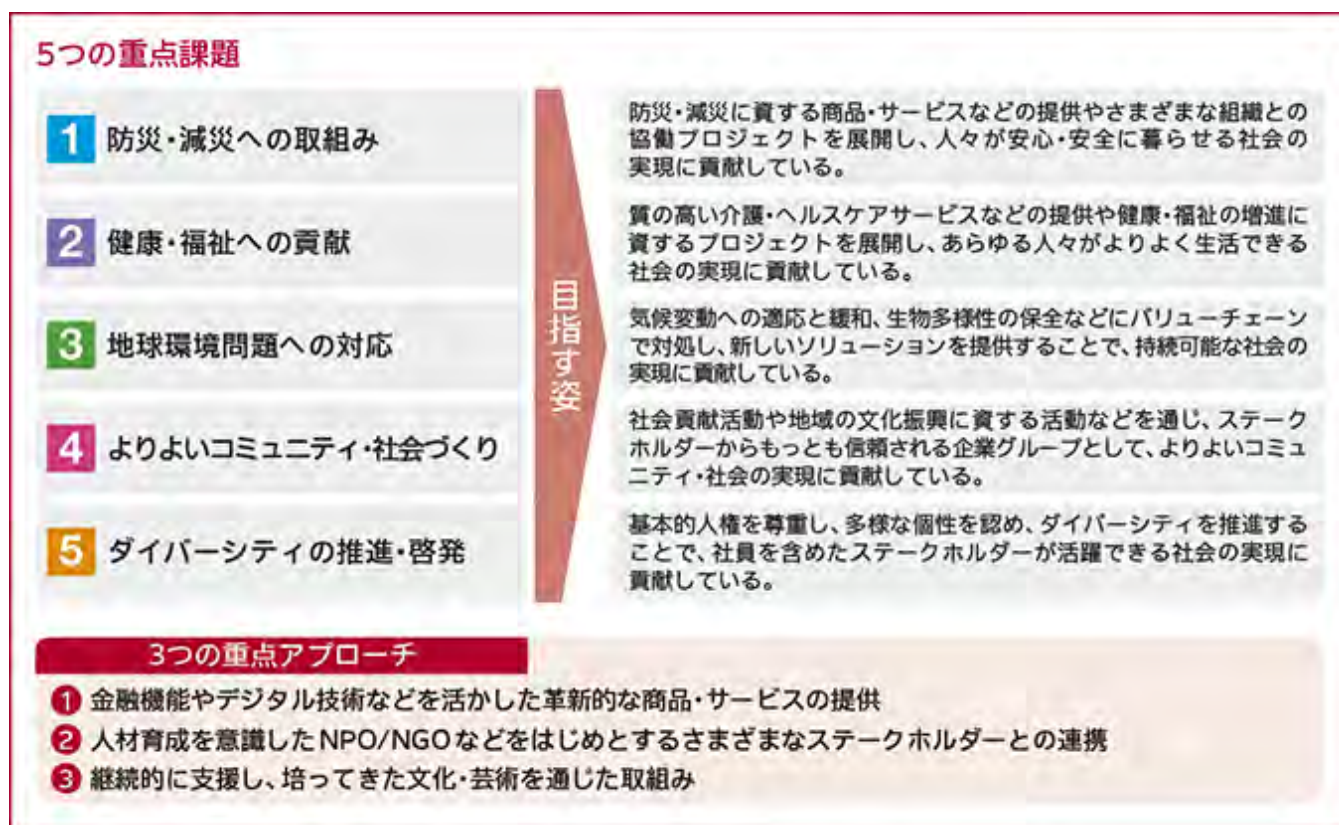 5つの重点課題
1 防災・減災への取組み
防災・減災に資する商品・サービスなどの提供やさまざまな組織との
協働プロジェクトを展開し、人々が安心・安全に暮らせる社会の
実現に貢献している。
2 健康・福祉への貢献
質の高い介護・ヘルスケアサービスなどの提供や健康・福祉の増進に
資するプロジェクトを展開し、あらゆる人々がよりよく生活できる
社会の実現に貢献している。
目指す姿
3 地球環境問題への対応
気候変動への適応と緩和、生物多様性の保全などにバリューチェーン
で対処し、新しいソリューションを提供することで、持続可能な社会の
実現に貢献している。
4 よりよいコミュニティ・社会づくり
社会貢献活動や地域の文化振興に資する活動などを通じ、ステーク
ホルダーからもっとも信頼される企業グループとして、よりよいコミュ
ニティ・社会の実現に貢献している。
5 ダイバーシティの推進・啓発
基本的人権を尊重し、多様な個性を認め、ダイバーシティを推進する
ことで、社員を含めたステークホルダーが活躍できる社会の実現に
貢献している。
3つの重点アプローチ
❶ 金融機能やデジタル技術などを活かした革新的な商品・サービスの提供
❷ 人材育成を意識したNPO/NGOなどをはじめとするさまざまなステークホルダーとの連携
❸ 継続的に支援し、培ってきた文化・芸術を通じた取組み